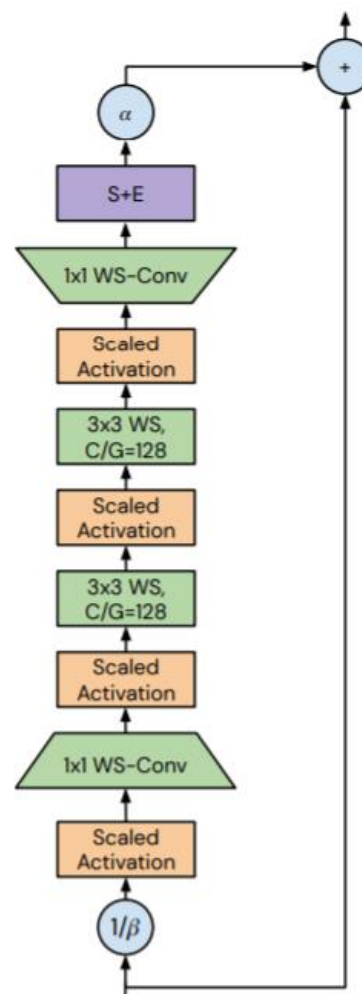 +
α
S+E
1x1 WS-Conv
Scaled
Activation
3x3 WS,
C/G=128
Scaled
Activation
3x3 WS,
C/G=128
Scaled
Activation
1x1 WS-Conv
Scaled
Activation
1/β